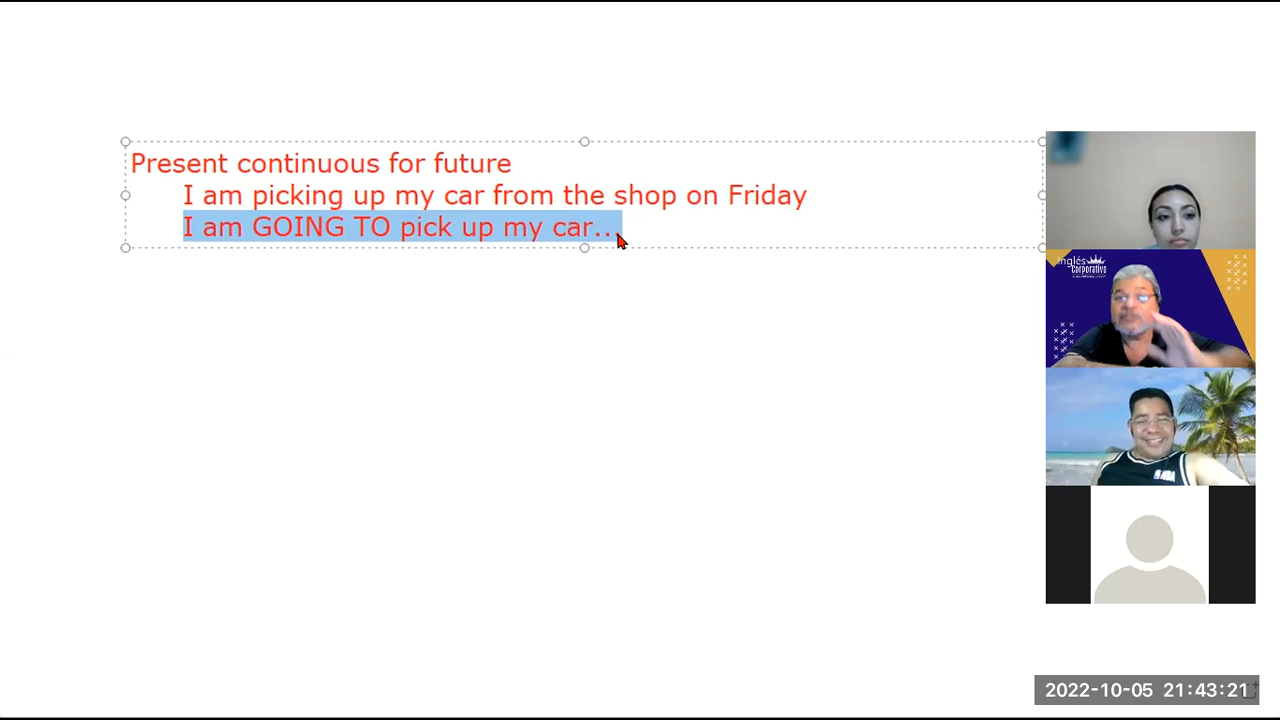 Present continuous for future
I am picking up my car from the shop on Friday
I am GOING TO pick up my car...
Inglés
Corporativo
2022-10-05 21:43:21